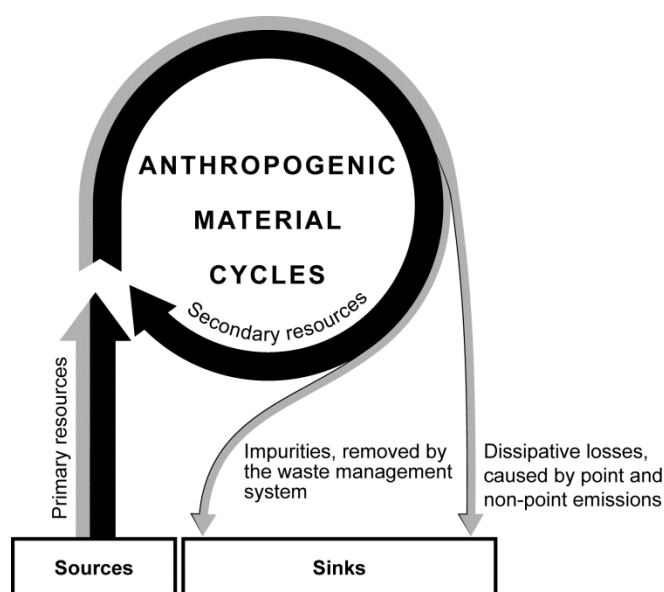 ANTHROPOGENIC
MATERIAL
CYCLES
Secondary resources
Primary resources
Impurities, removed by
the waste management
system
Dissipative losses,
caused by point and
non-point emissions
Sources
Sinks